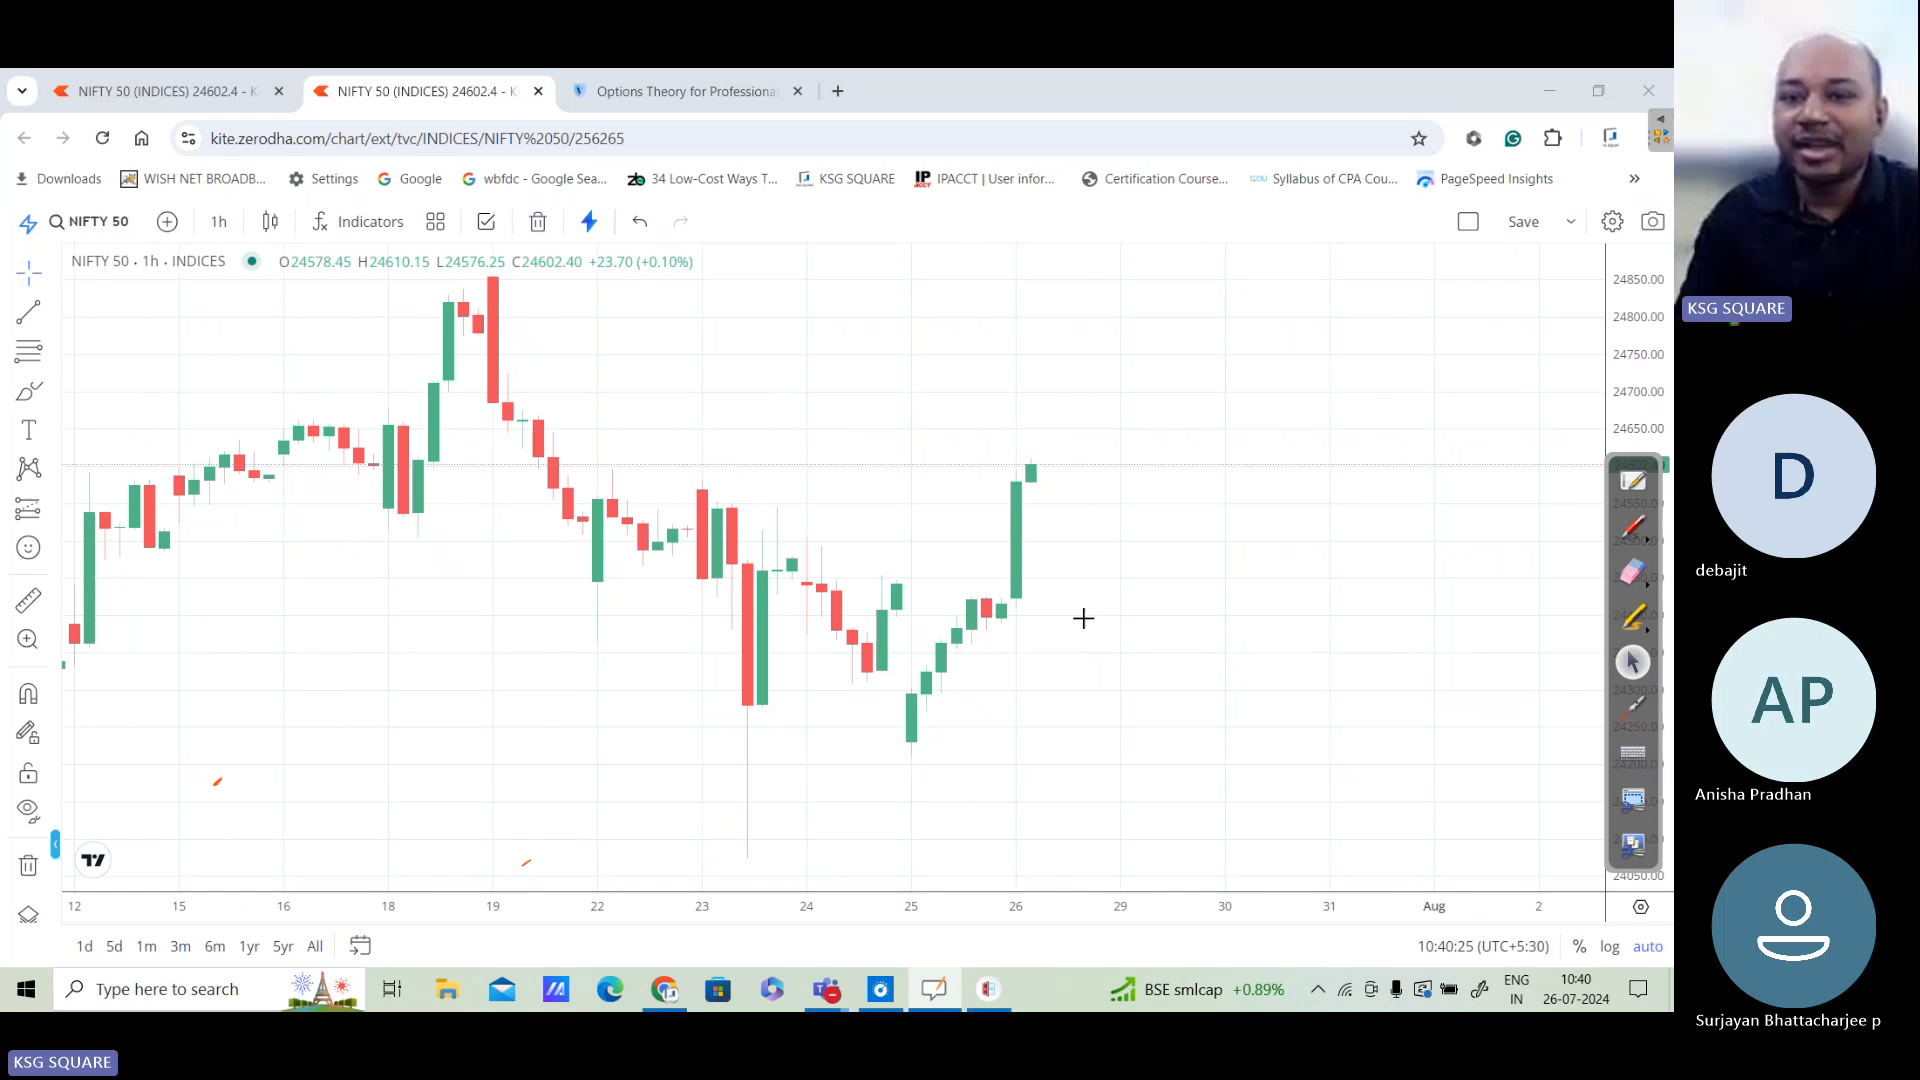 NIFTY 50 (INDICES) 24602.4 - K
NIFTY 50 (INDICES) 24602.4 - K
Options Theory for Professiona
kite.zerodha.com/chart/ext/tvc/INDICES/NIFTY%2050/256265
Downloads
WISH NET BROADB...
Settings
Google
wbfdc - Google Sea...
34 Low-Cost Ways T...
KSG SQUARE
IPACCT | User infor...
Certification Course...
Syllabus of CPA Cou...
PageSpeed Insights
NIFTY 50
1h
Indicators
Save
NIFTY 50 · 1h · INDICES
O24578.45 H24610.15 L24576.25 C24602.40 +23.70 (+0.10%)
24850.00
24800.00
24750.00
24700.00
24650.00
24050.00
12 15 16 18 19 22 23 24 25 26 29 30 31 Aug 2
1d 5d 1m 3m 6m 1yr 5yr All
10:40:25 (UTC+5:30) % log auto
Type here to search
BSE smlcap +0.89%
ENG
IN
10:40
26-07-2024
KSG SQUARE
D
debajit
AP
Anisha Pradhan
Surjayan Bhattacharjee p
KSG SQUARE